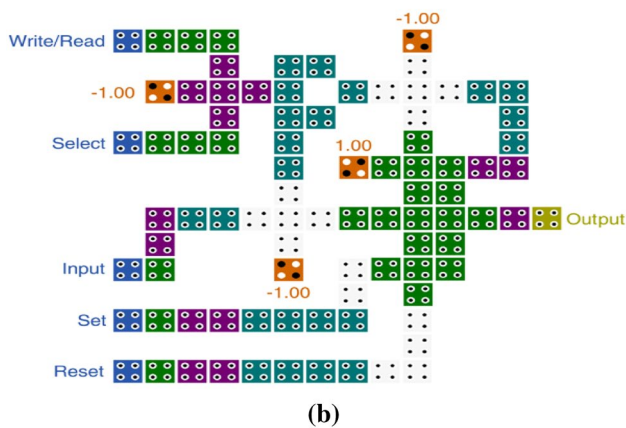 -1.00
Write/Read
-1.00
Select
1.00
Output
Input
-1.00
Set
Reset
(b)